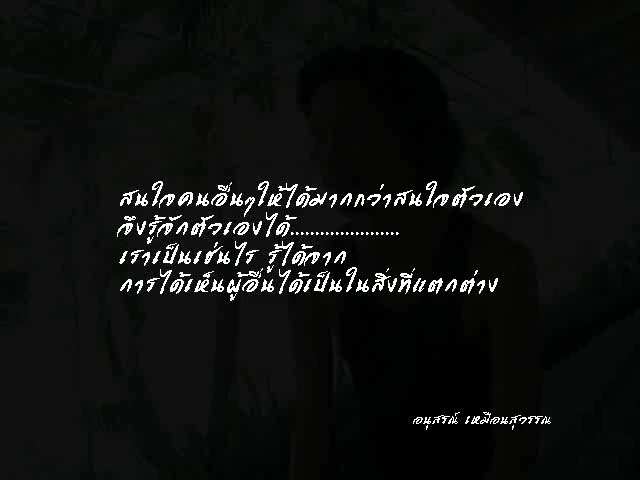 สนใจคนอื่นๆให้ได้มากกว่าสนใจตัวเอง
จึงรู้จักตัวเองได้......................
เราเป็นเช่นไร รู้ได้จาก
การได้เห็นผู้อื่นได้เป็นในสิ่งที่แตกต่าง
อนุสรณ์ เหมือนสุวรรณ